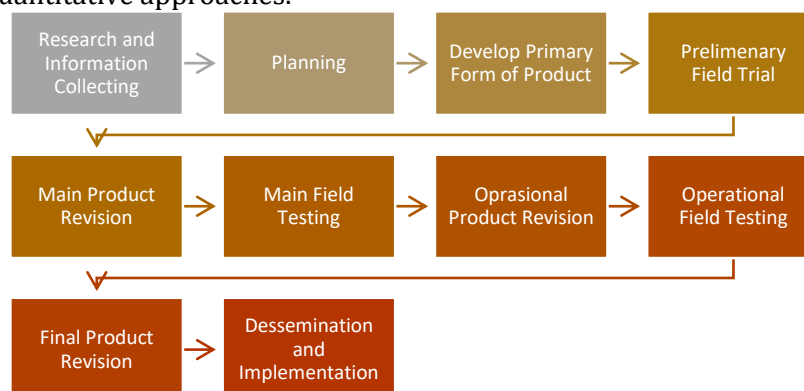 uantitative approaches.
Research and
Information
Collecting
Planning
Develop Primary
Form of Product
Prelimenary
Field Trial
Main Product
Revision
Main Field
Testing
Oprasional
Product Revision
Operational
Field Testing
Final Product
Revision
Dessemination
and
Implementation